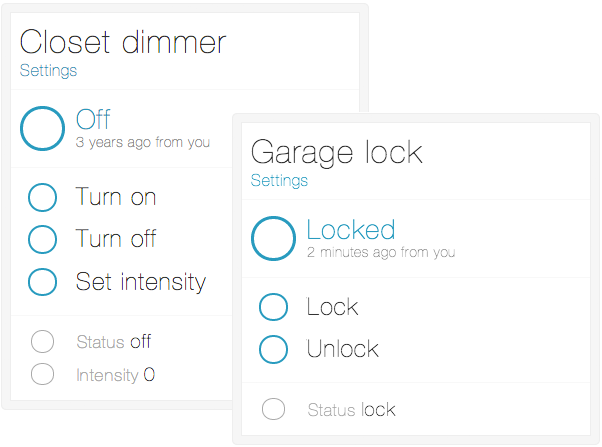 Closet dimmer
Settings
Off
3 years ago from you
Turn on
Turn off
Set intensity
Status off
Intensity 0
Garage lock
Settings
Locked
2 minutes ago from you
Lock
Unlock
Status lock